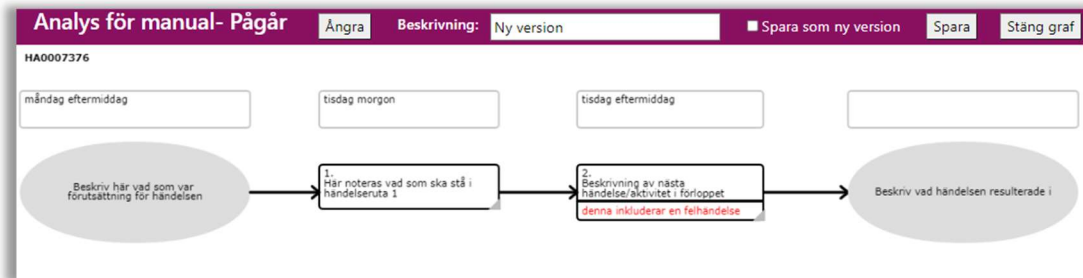 Analys för manual- Pågår
Ångra
Beskrivning:
Ny version
Spara som ny version
Spara
Stäng graf
HA0007376
måndag eftermiddag
tisdag morgon
tisdag eftermiddag
Beskriv här vad som var
förutsättning för händelsen
1.
Här noteras vad som ska stå i
händelseruta 1
2.
Beskrivning av nästa
händelse/aktivitet i förloppet
denna inkluderar en felhändelse
Beskriv vad händelsen resulterade i